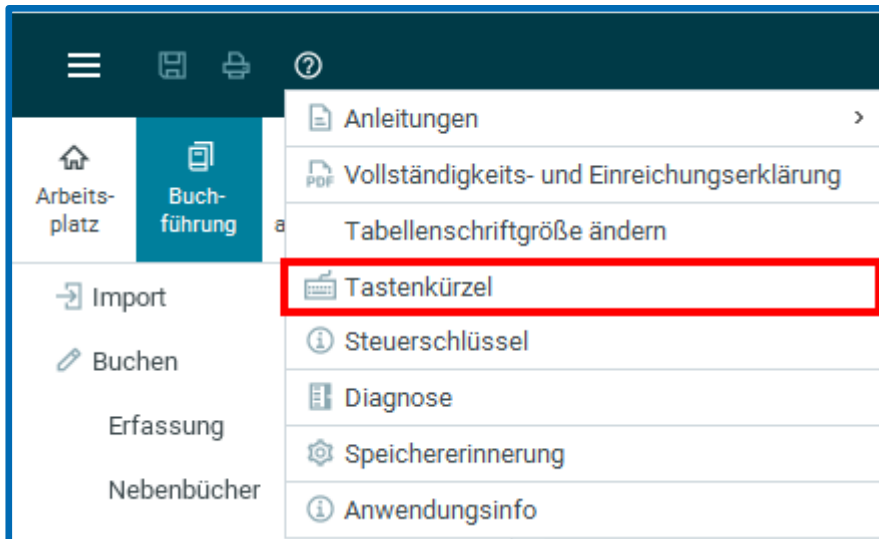 Anleitungen
PDF
Vollständigkeits- und Einreichungserklärung
Tabellenschriftgröße ändern
Tastenkürzel
Steuerschlüssel
Diagnose
Speichererinnerung
Anwendungsinfo
Arbeits-
platz
Buch-
führung
a
Import
Buchen
Erfassung
Nebenbücher